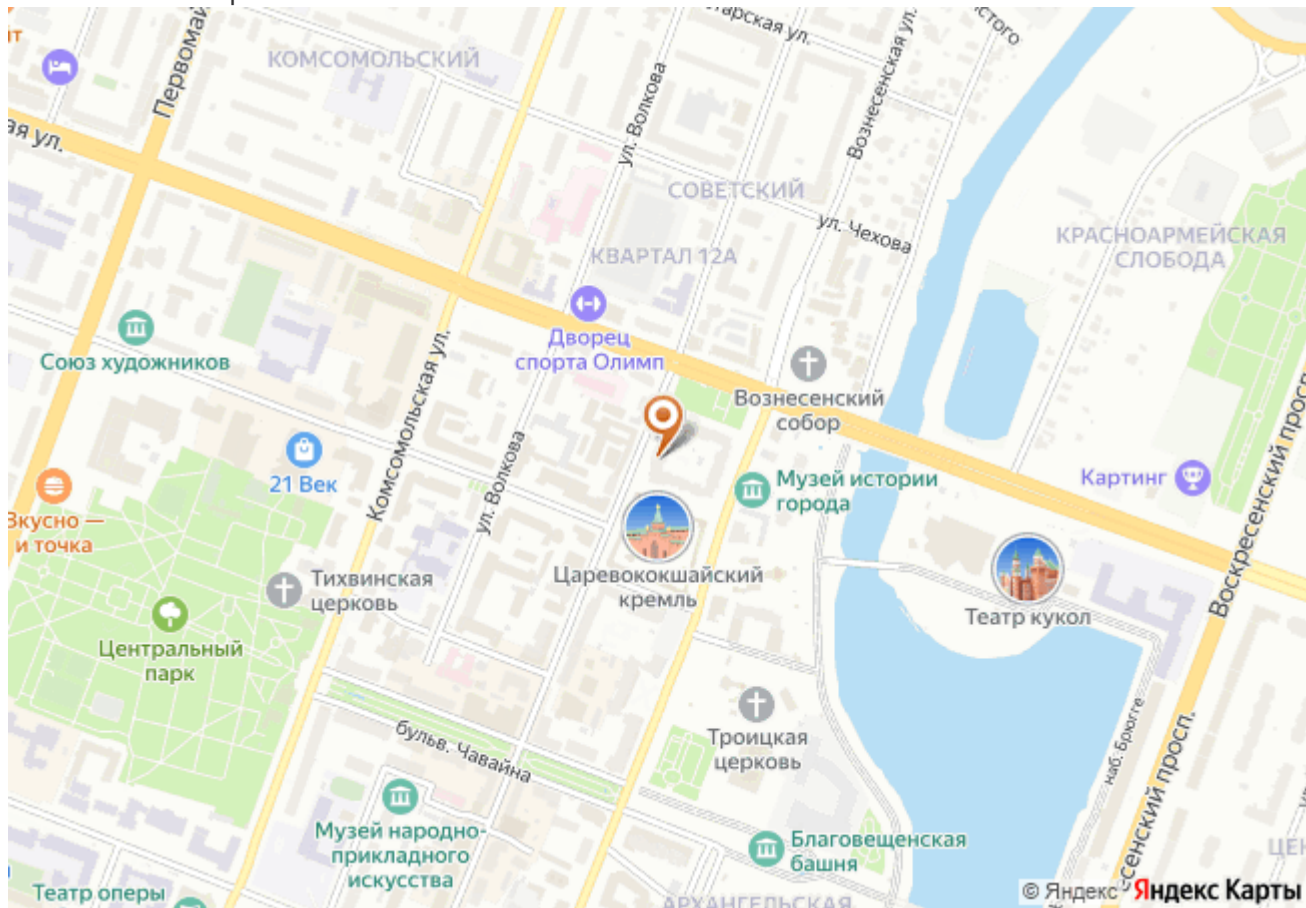 КОМСОМОЛЬСКИЙ
ул. Волкова
Вознесенская ул.
СОВЕТСКИЙ
ул. Чехова
КВАРТАЛ 12А
КРАСНОАРМЕЙСКАЯ
СЛОБОДА
Союз художников
Дворец
спорта Олимп
Вознесенский
собор
Комсомольская ул.
21 Век
ул. Волкова
Музей истории
города
Картинг
Воскресенский просп.
и точка
Тихвинская
церковь
Царевококшайский
кремль
Театр кукол
Центральный
парк
бульв. Чавайна
Троицкая
церковь
наб. Брюгге
Музей народно-
прикладного
искусства
Благовещенская
башня
Театр оперы
АРХАНГЕЛЬСКАЯ
© Яндекс Яндекс Карты